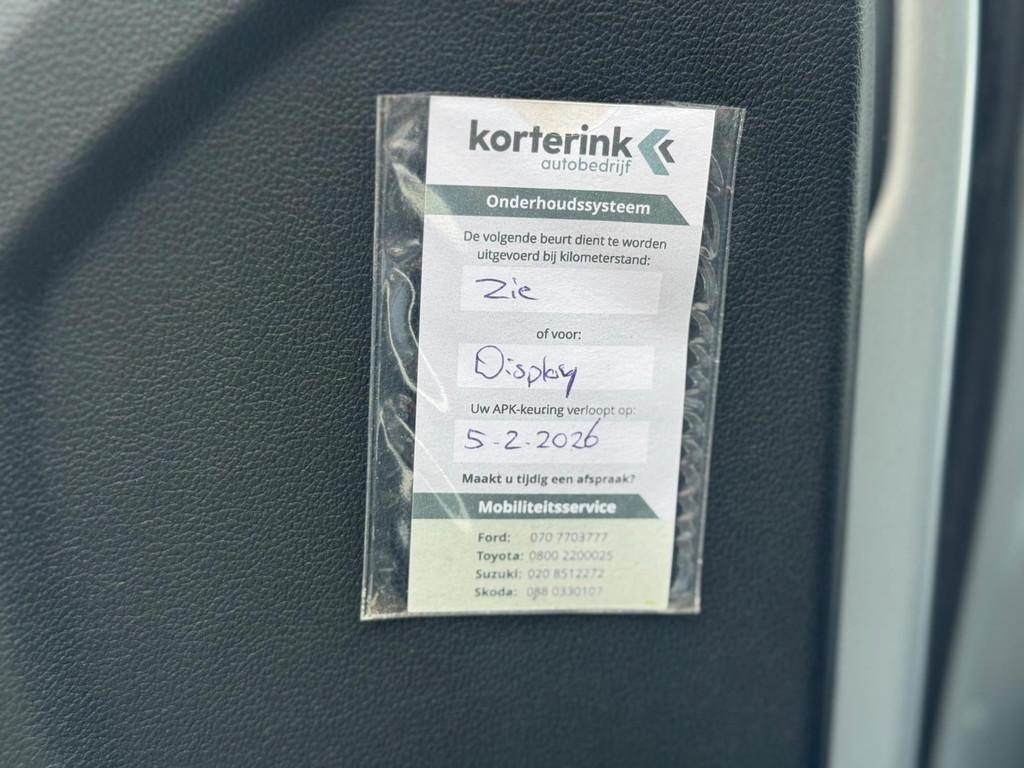 korterink
autobedrijf
Onderhoudssysteem
De volgende beurt dient te worden
uitgevoerd bij kilometerstand:
Zie
of voor:
Display
Uw APK-keuring verloopt op:
5-2-2026
Maakt u tijdig een afspraak?
Mobiliteitsservice
Ford: 070 7703777
Toyota: 0800 2200025
Suzuki: 020 8512272
Skoda: 088 0330107